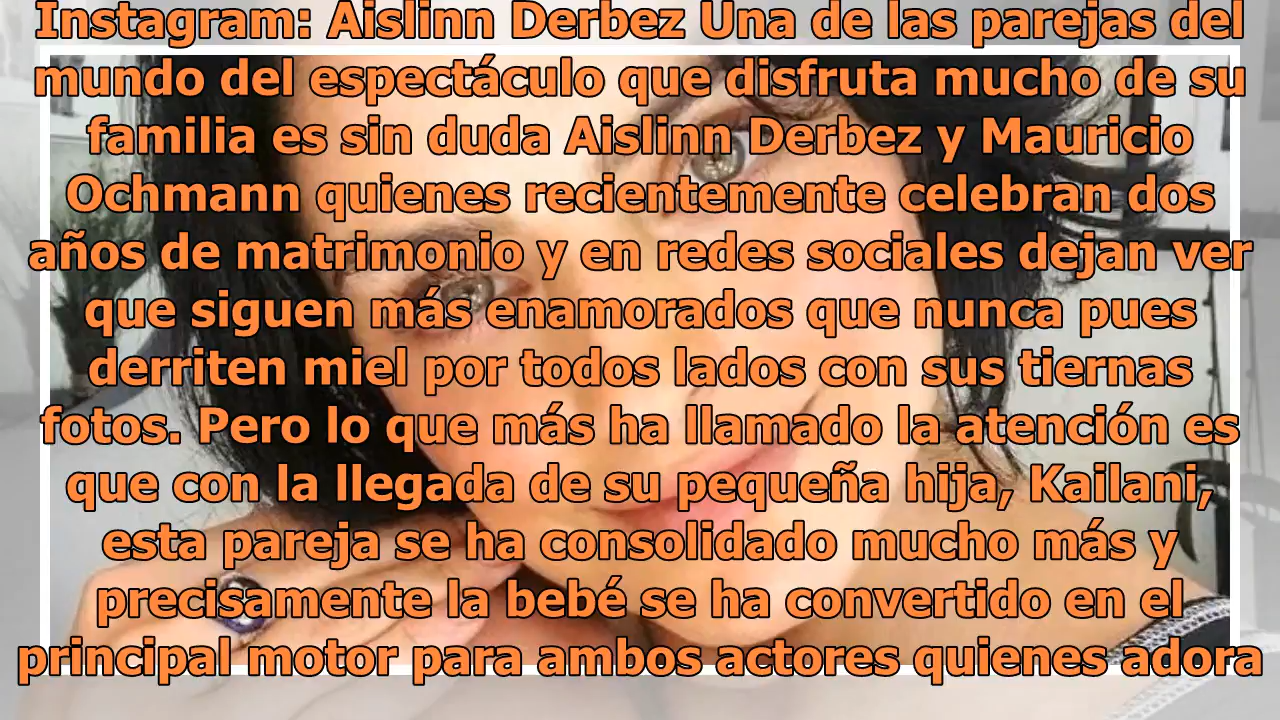 Instagram: Aislinn Derbez Una de las parejas del
mundo del espectáculo que disfruta mucho de su
familia es sin duda Aislinn Derbez y Mauricio
Ochmann quienes recientemente celebran dos
años de matrimonio y en redes sociales dejan ver
que siguen más enamorados que nunca pues
derriten miel por todos lados con sus tiernas
fotos. Pero lo que más ha llamado la atención es
que con la llegada de su pequeña hija, Kailani,
esta pareja se ha consolidado mucho más y
precisamente la bebé se ha convertido en el
principal motor para ambos actores quienes adora